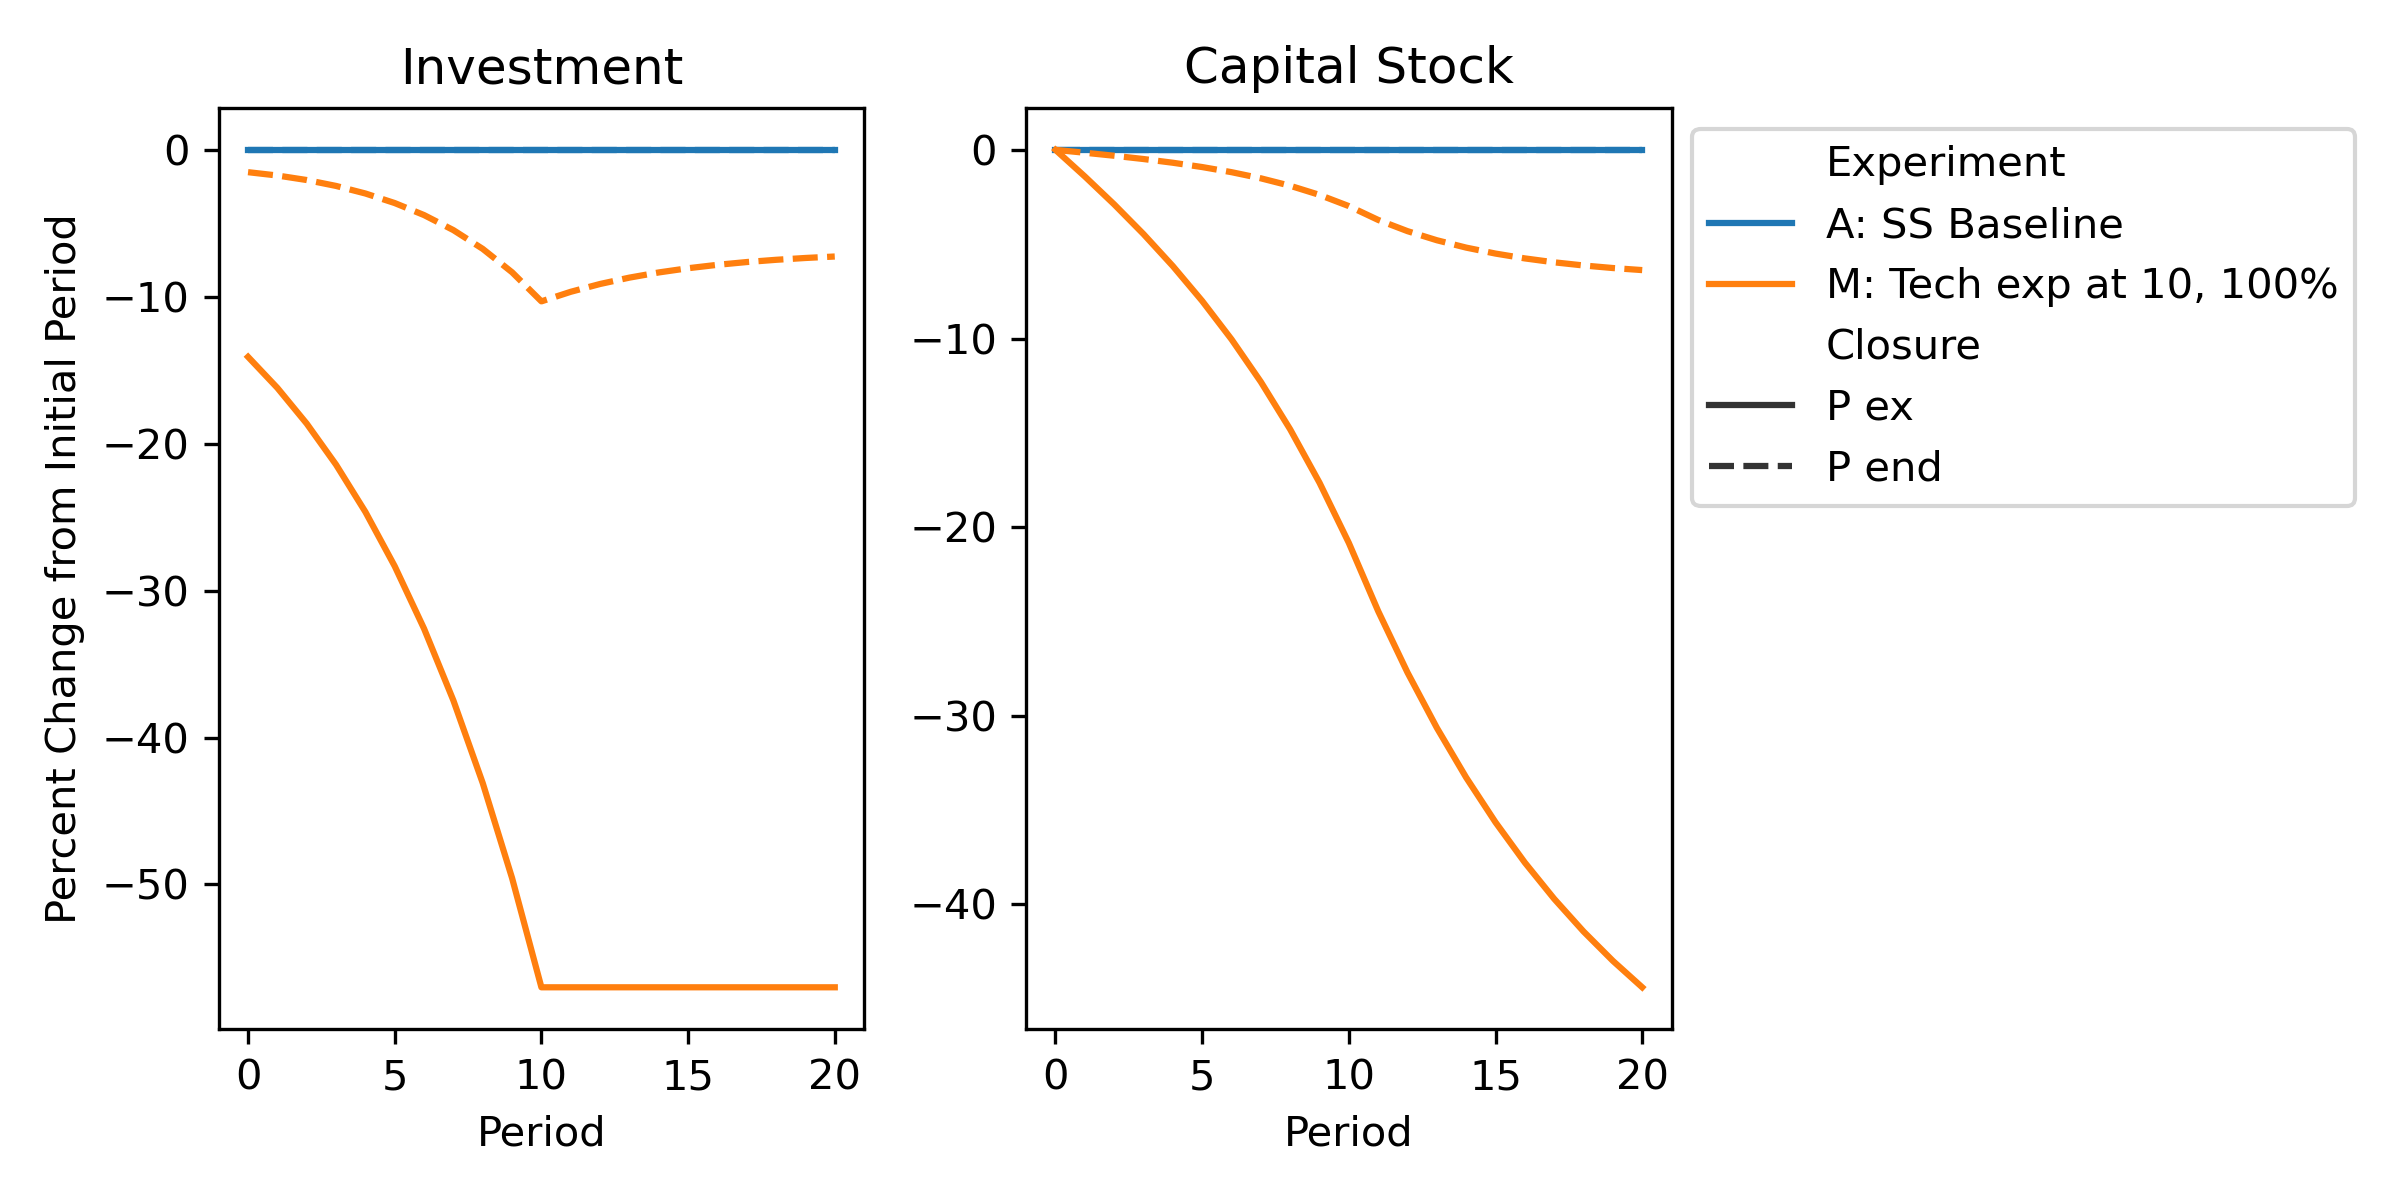 Investment
Capital Stock
Percent Change from Initial Period
0
−10
−20
−30
−40
−50
0 5 10 15 20
Period
0
−10
−20
−30
−40
0 5 10 15 20
Period
Experiment
A: SS Baseline
M: Tech exp at 10, 100%
Closure
P ex
P end